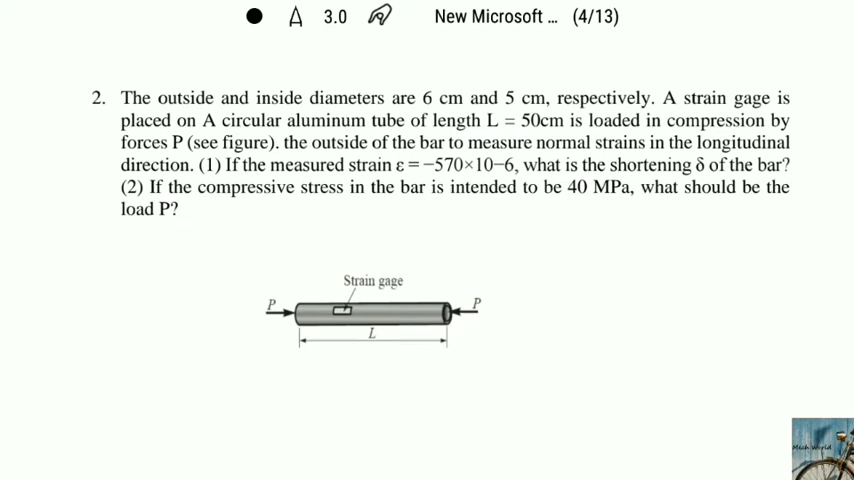 3.0 New Microsoft ... (4/13)
2. The outside and inside diameters are 6 cm and 5 cm, respectively. A strain gage is
placed on A circular aluminum tube of length L = 50cm is loaded in compression by
forces P (see figure). the outside of the bar to measure normal strains in the longitudinal
direction. (1) If the measured strain ε = −570×10−6, what is the shortening δ of the bar?
(2) If the compressive stress in the bar is intended to be 40 MPa, what should be the
load P?
Strain gage
P
P
L
Mech World